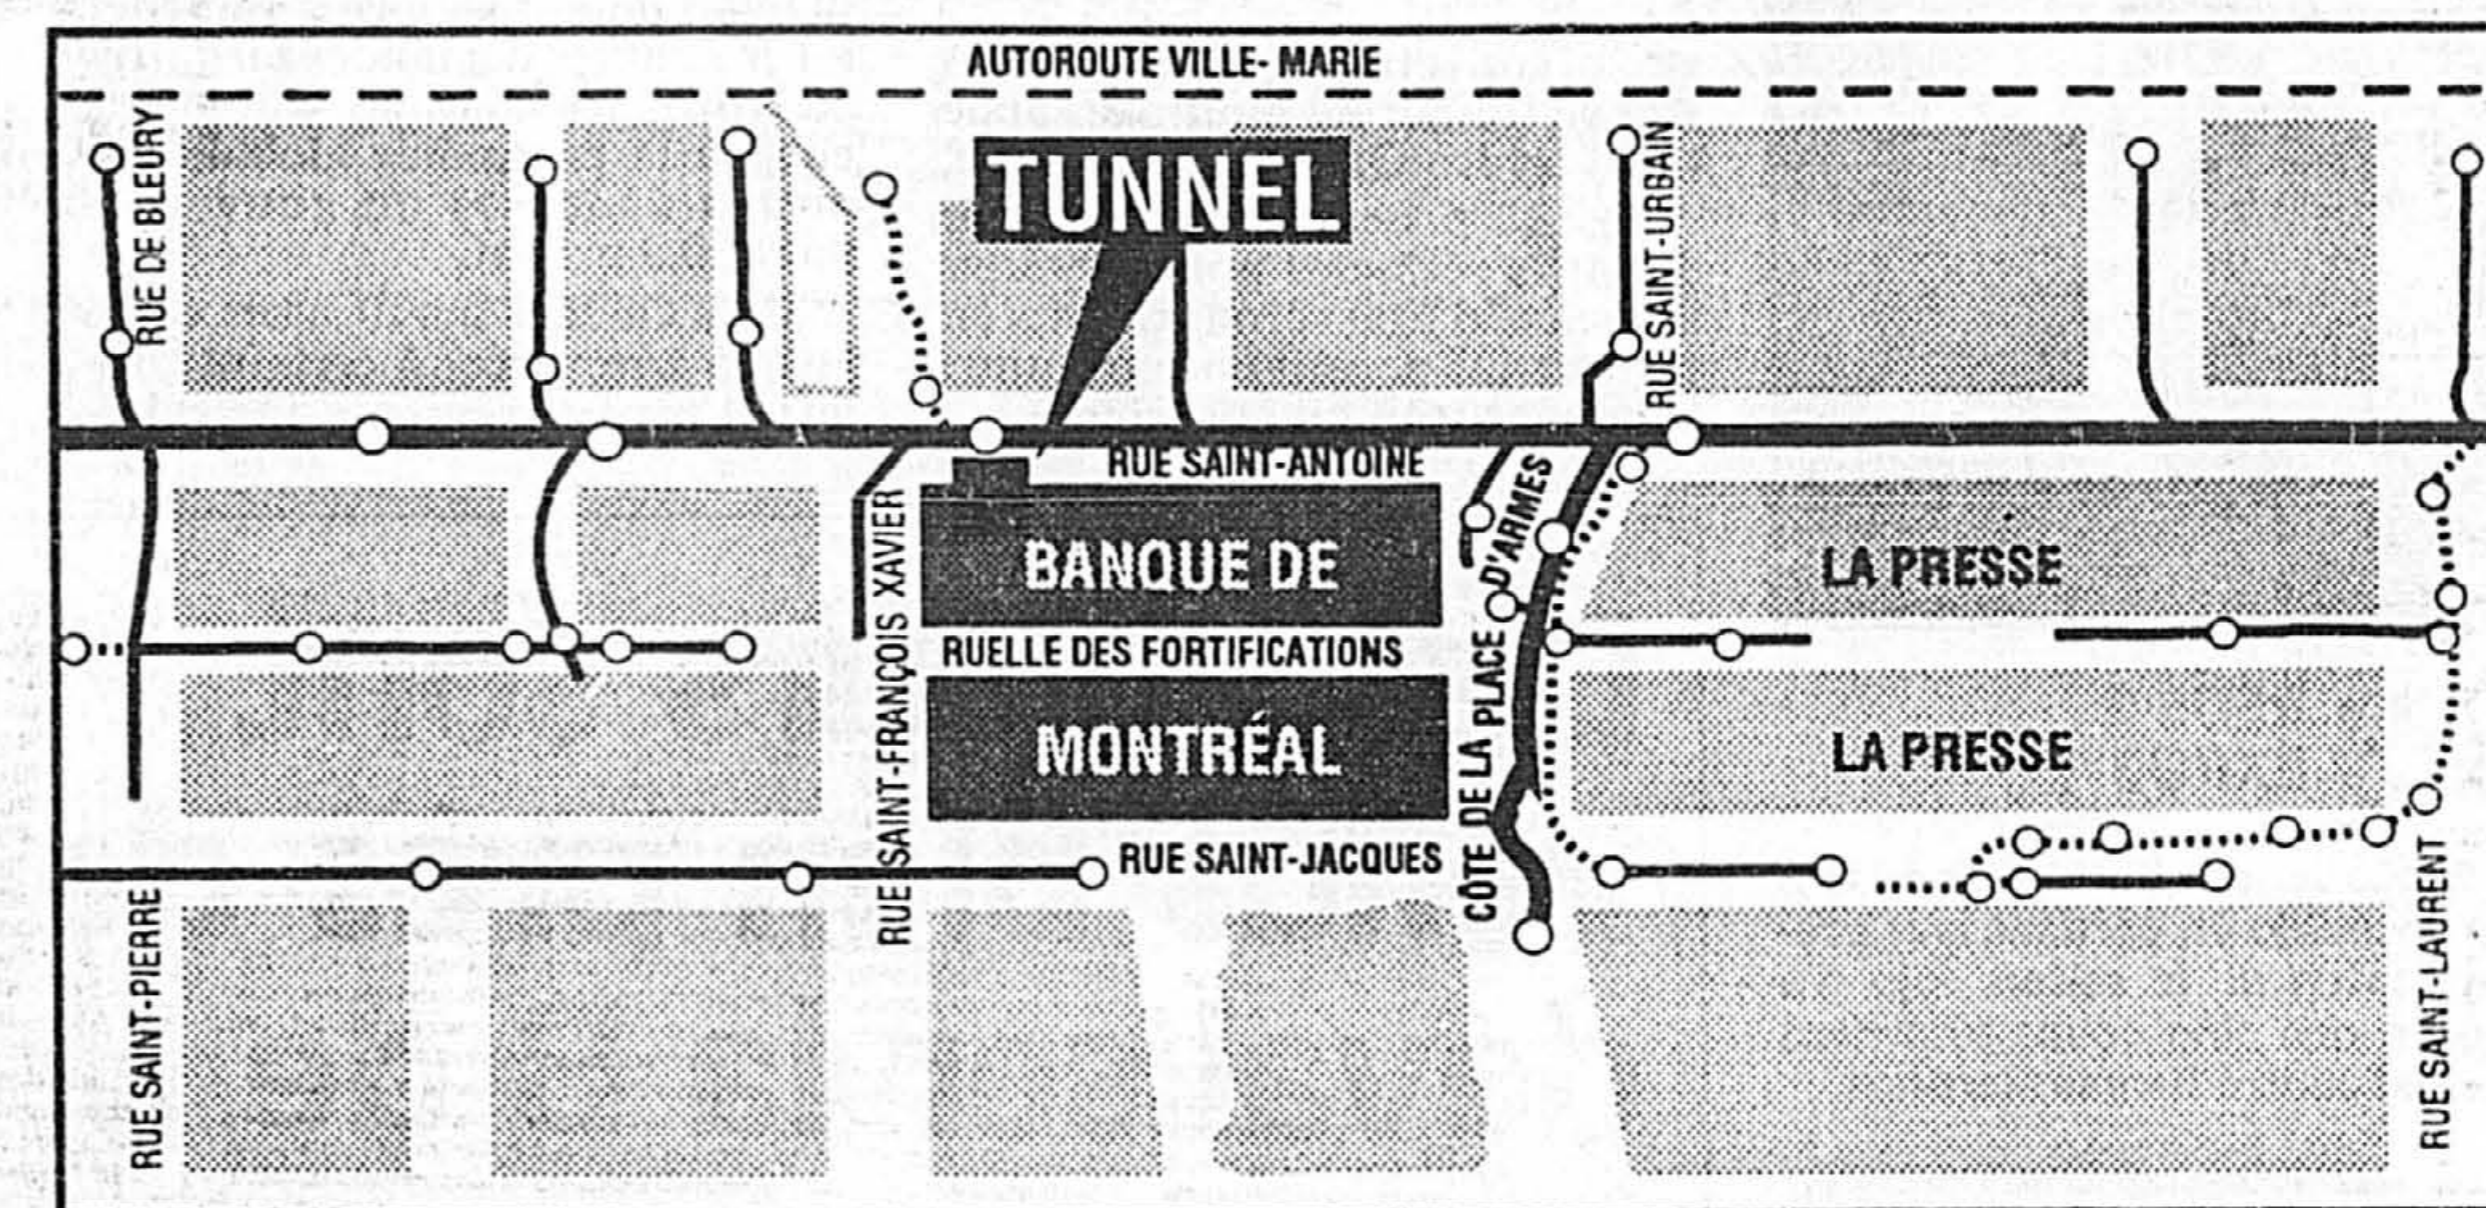 AUTOROUTE VILLE-MARIE
RUE DE BLEURY
TUNNEL
RUE SAINT-URBAIN
RUE SAINT-ANTOINE
RUE SAINT-FRANÇOIS XAVIER
BANQUE DE
MONTRÉAL
RUELLE DES FORTIFICATIONS
CÔTE DE LA PLACE D'ARMES
LA PRESSE
LA PRESSE
RUE SAINT-JACQUES
RUE SAINT-PIERRE
RUE SAINT-LAURENT